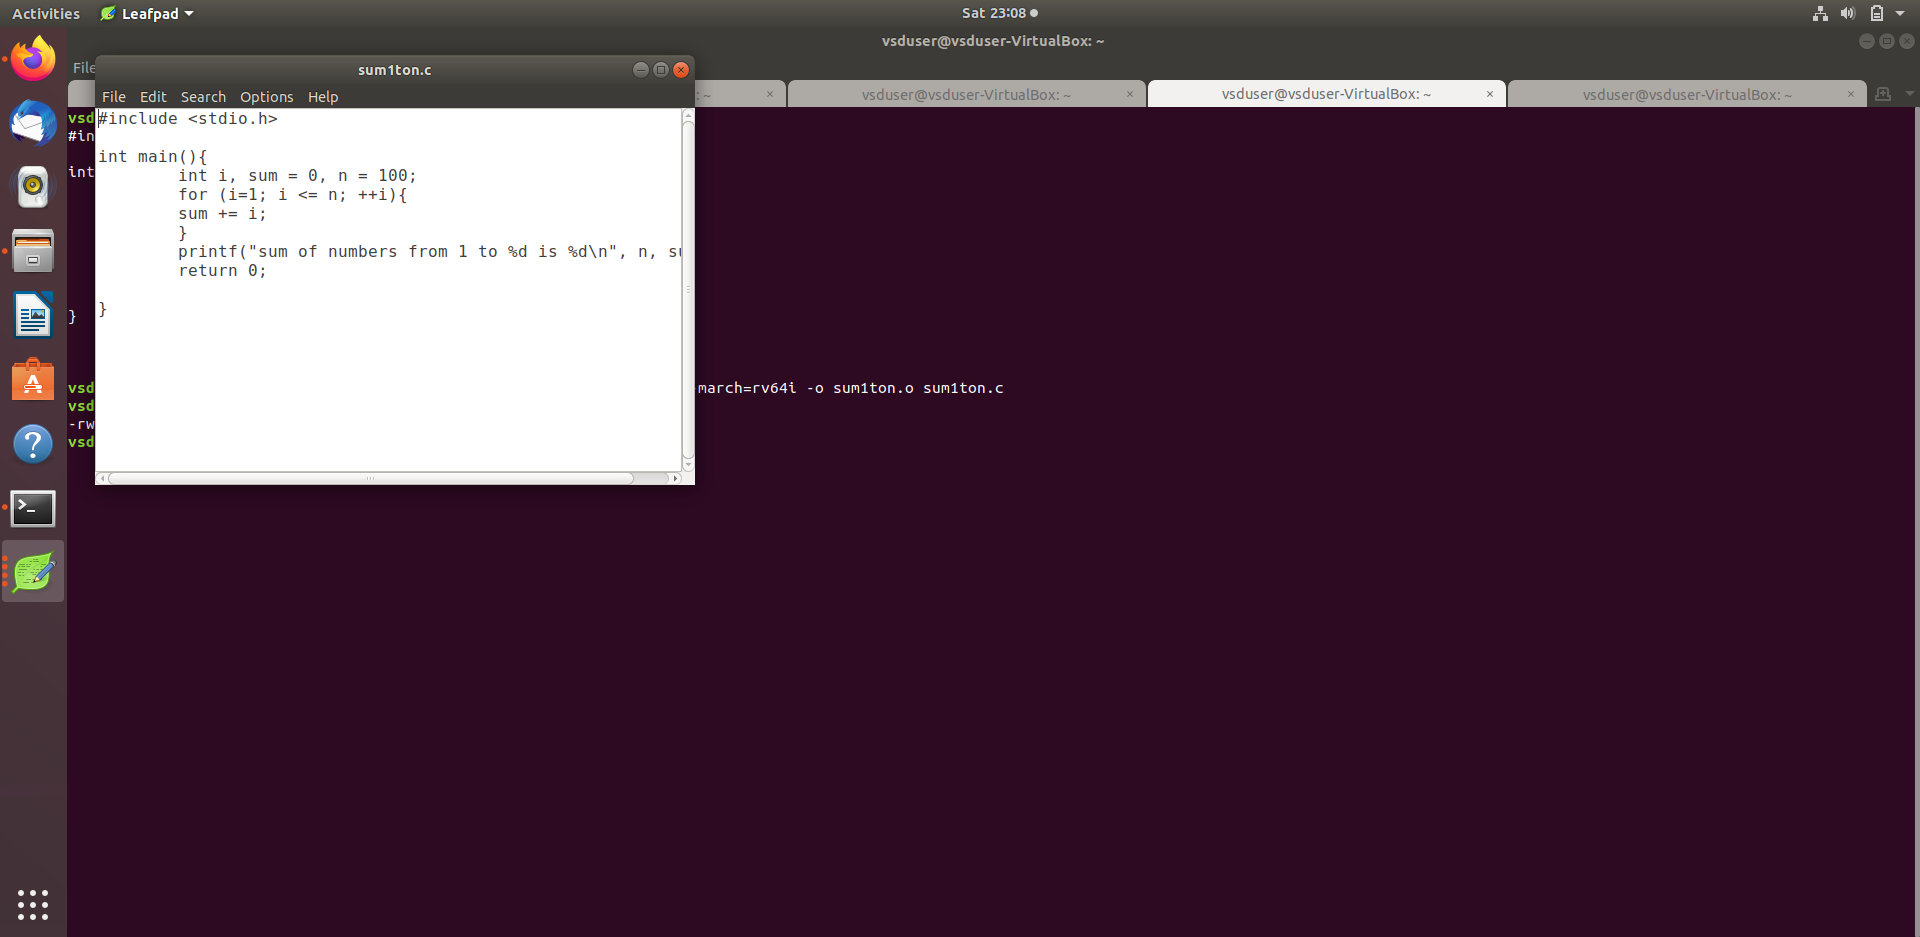 Activities Leafpad Sat 23:08
vsduser@vsduser-VirtualBox: ~
File
sum1ton.c
File Edit Search Options Help
: ~ × vsduser@vsduser-VirtualBox: ~ × vsduser@vsduser-VirtualBox: ~ × vsduser@vsduser-VirtualBox: ~ ×
vsd
#in
int
}
#include <stdio.h>

int main(){
        int i, sum = 0, n = 100;
        for (i=1; i <= n; ++i){
        sum += i;
        }
        printf("sum of numbers from 1 to %d is %d\n", n, su
        return 0;

}
vsd march=rv64i -o sum1ton.o sum1ton.c
vsd
-rw
vsd